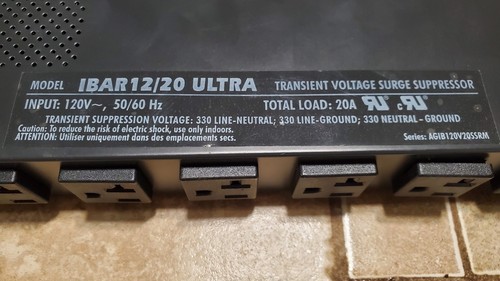 MODEL IBAR12/20 ULTRA TRANSIENT VOLTAGE SURGE SUPPRESSOR
INPUT: 120V~, 50/60 Hz TOTAL LOAD: 20A
TRANSIENT SUPPRESSION VOLTAGE: 330 LINE-NEUTRAL; 330 LINE-GROUND; 330 NEUTRAL - GROUND
Caution: To reduce the risk of electric shock, use only indoors.
ATTENTION: Utiliser uniquement dans des emplacements secs. Series: AGIB120V20SSRM